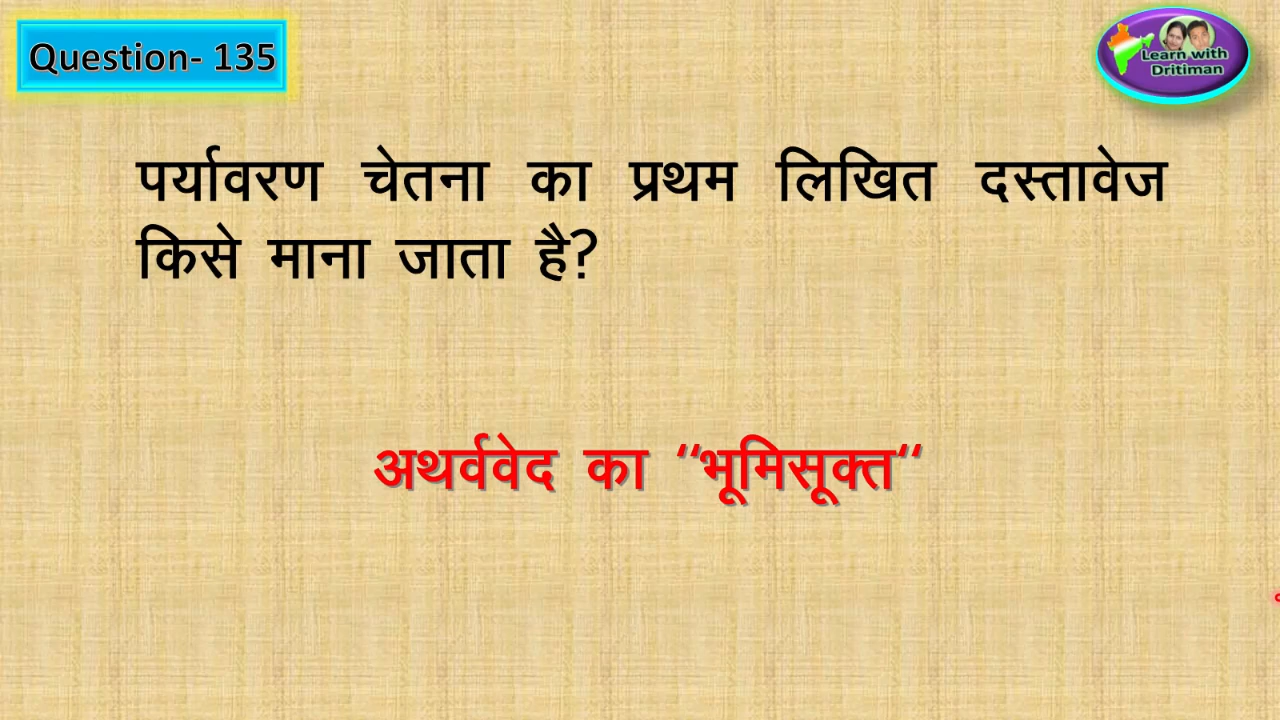 Question- 135
Learn with
Dritiman
पर्यावरण चेतना का प्रथम लिखित दस्तावेज
किसे माना जाता है?
अथर्ववेद का “भूमिसूक्त“